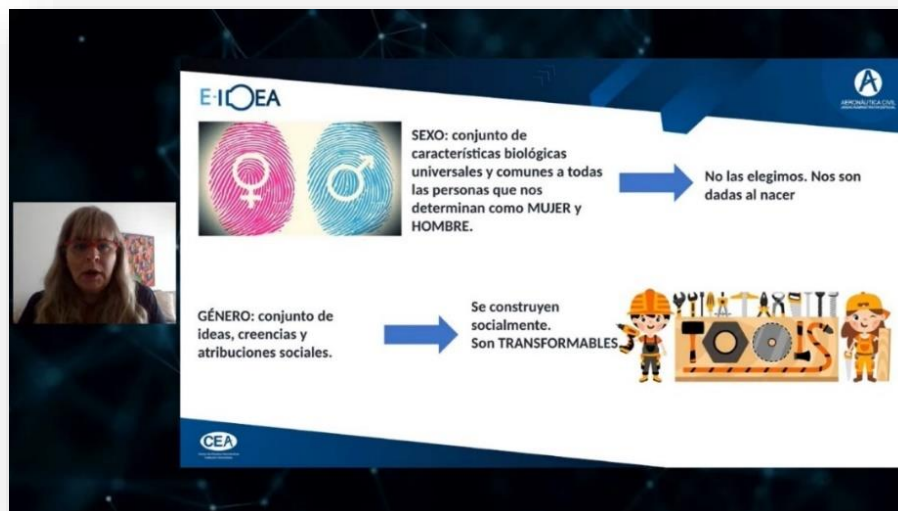 E-IDEA
AERONÁUTICA CIVIL
SEXO: conjunto de
características biológicas
universales y comunes a todas
las personas que nos
determinan como MUJER y
HOMBRE.
No las elegimos. Nos son
dadas al nacer
GÉNERO: conjunto de
ideas, creencias y
atribuciones sociales.
Se construyen
socialmente.
Son TRANSFORMABLES
CEA